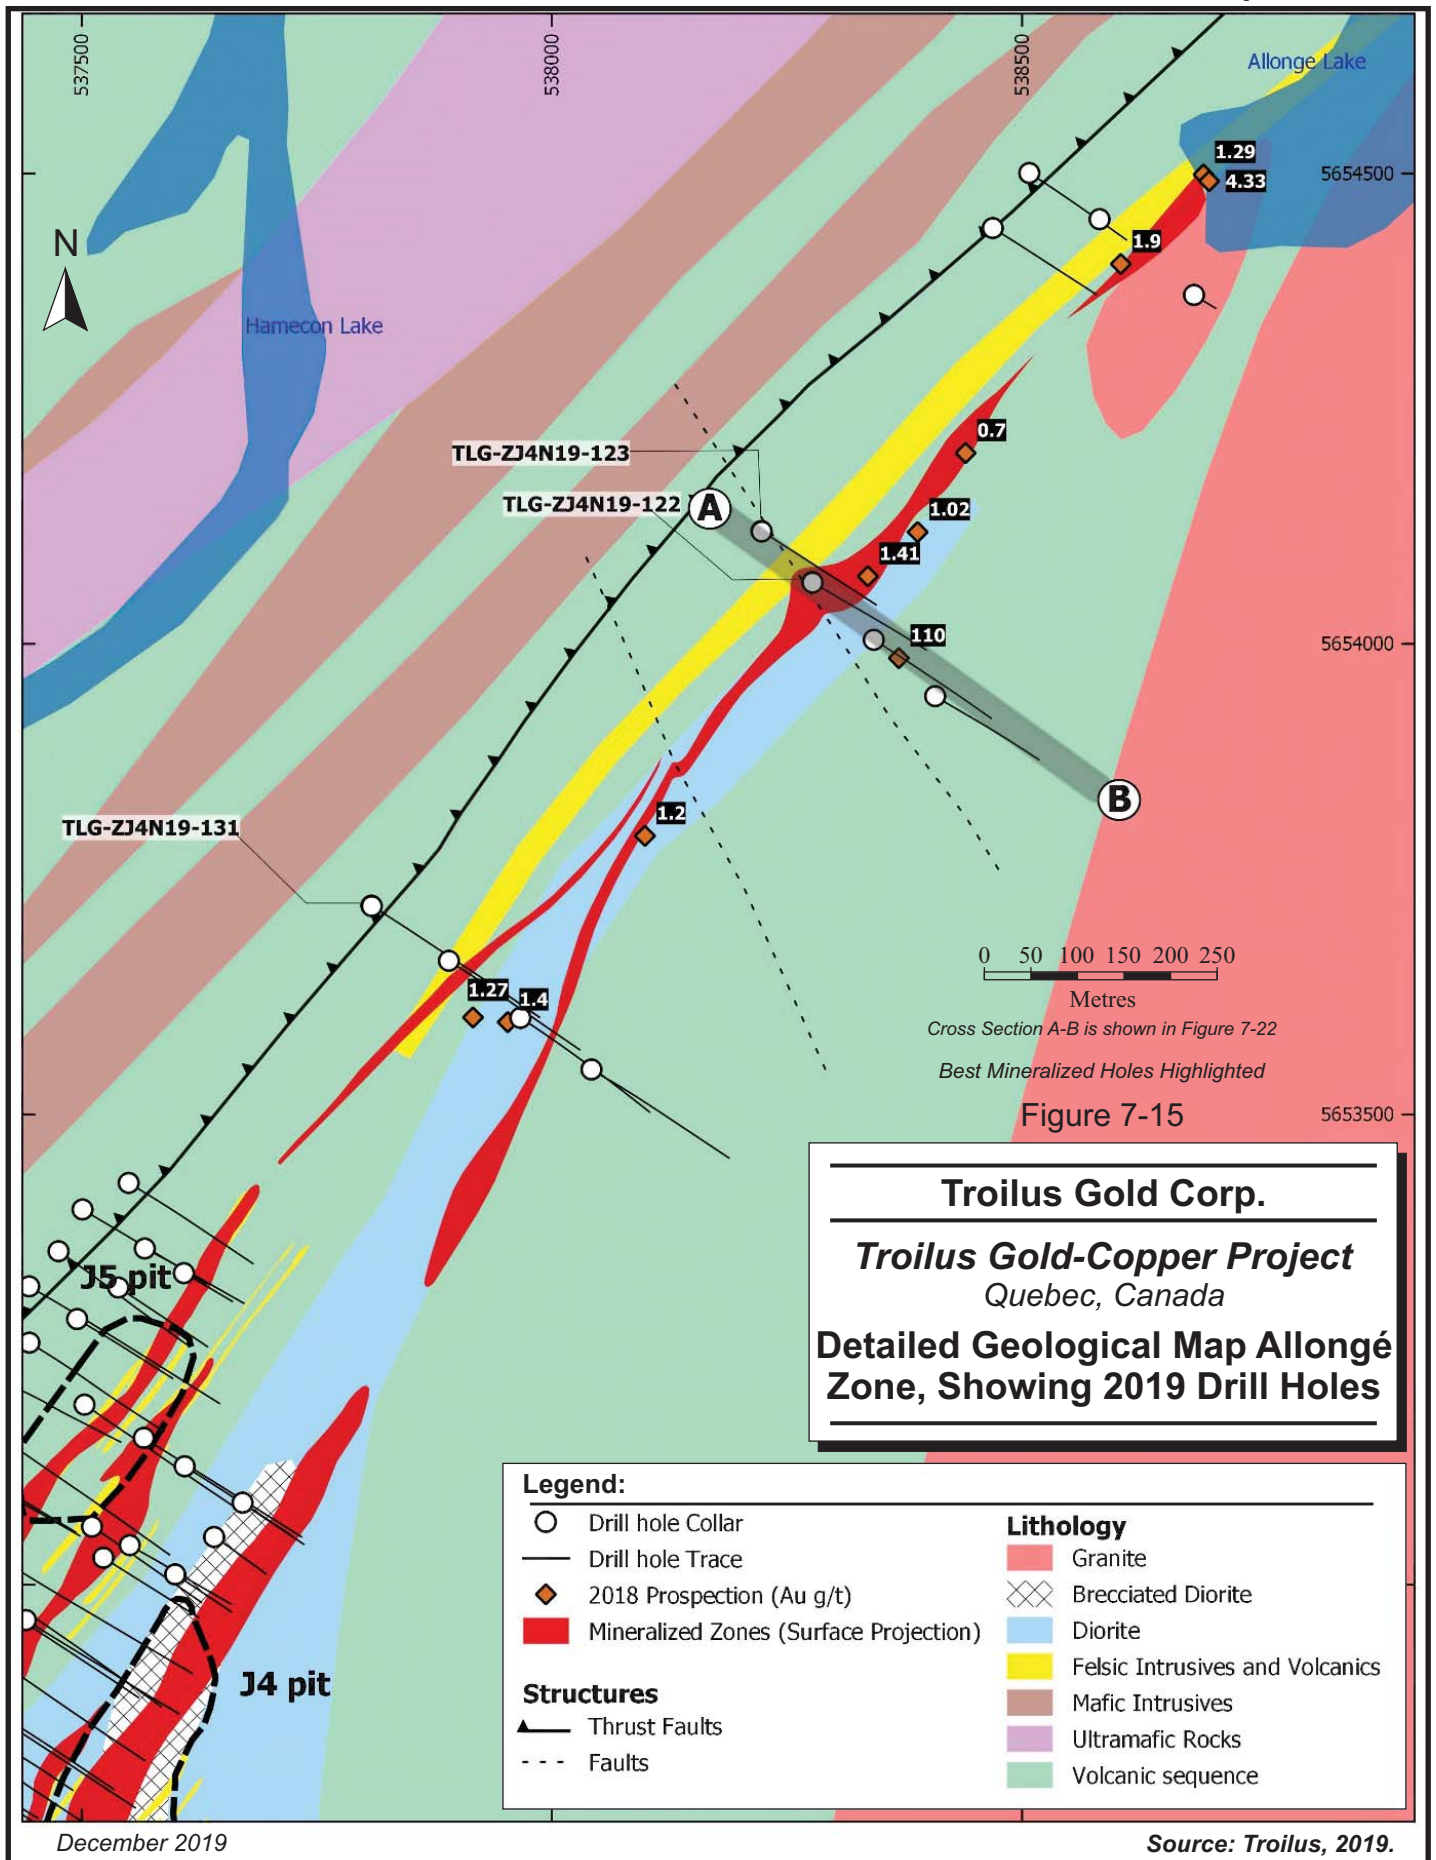 537500
538000
538500
Allonge Lake
1.29
5654500
4.33
N
1.9
Hamecon Lake
0.7
TLG-ZJ4N19-123
TLG-ZJ4N19-122
A
1.02
1.41
110
5654000
B
1.2
TLG-ZJ4N19-131
0 50 100 150 200 250
Metres
1.27
1.4
Cross Section A-B is shown in Figure 7-22
Best Mineralized Holes Highlighted
Figure 7-15
5653500
Troilus Gold Corp.
Troilus Gold-Copper Project
Quebec, Canada
Detailed Geological Map Allongé
Zone, Showing 2019 Drill Holes
J5 pit
J4 pit
Legend:
Drill hole Collar
Drill hole Trace
2018 Prospection (Au g/t)
Mineralized Zones (Surface Projection)
Structures
Thrust Faults
Faults
Lithology
Granite
Brecciated Diorite
Diorite
Felsic Intrusives and Volcanics
Mafic Intrusives
Ultramafic Rocks
Volcanic sequence
December 2019
Source: Troilus, 2019.